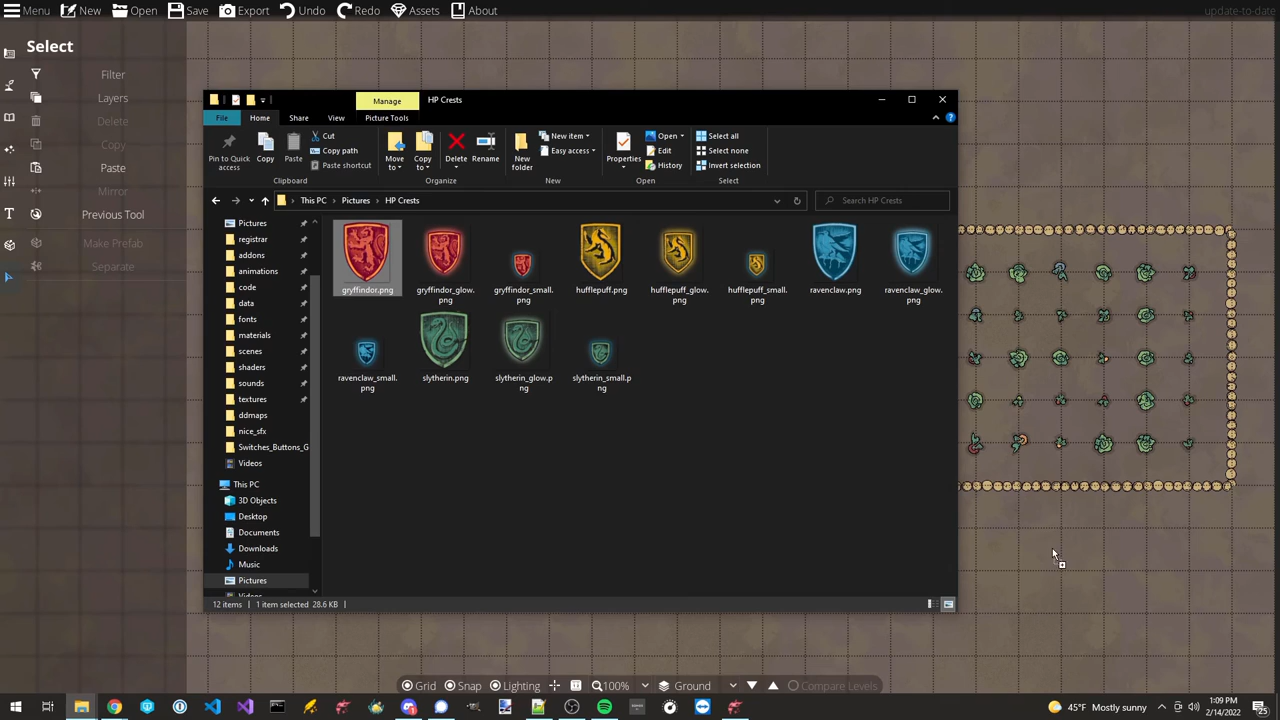 Menu New Open Save Export Undo Redo Assets About update-to-date
Select
Filter
Layers
Delete
Copy
Paste
Mirror
Previous Tool
Make Prefab
Separate
Manage HP Crests
File Home Share View Picture Tools
Pin to Quick access
Copy
Paste
Cut
Copy path
Paste shortcut
Clipboard
Move to
Copy to
Delete
Rename
Organize
New folder
New item
Easy access
New
Properties
Open
Edit
History
Open
Select all
Select none
Invert selection
Select
This PC Pictures HP Crests Search HP Crests
Pictures
registrar
addons
animations
code
data
fonts
materials
scenes
shaders
sounds
textures
ddmaps
nice_sfx
Switches_Buttons_G
Videos
This PC
3D Objects
Desktop
Documents
Downloads
Music
Pictures
Videos
gryffindor.png
gryffindor_glow.png
gryffindor_small.png
hufflepuff.png
hufflepuff_glow.png
hufflepuff_small.png
ravenclaw.png
ravenclaw_glow.png
ravenclaw_small.png
slytherin.png
slytherin_glow.png
slytherin_small.png
12 items 1 item selected 28.6 KB
Grid Snap Lighting 100% Ground Compare Levels
45°F Mostly sunny
1:09 PM
2/14/2022
25